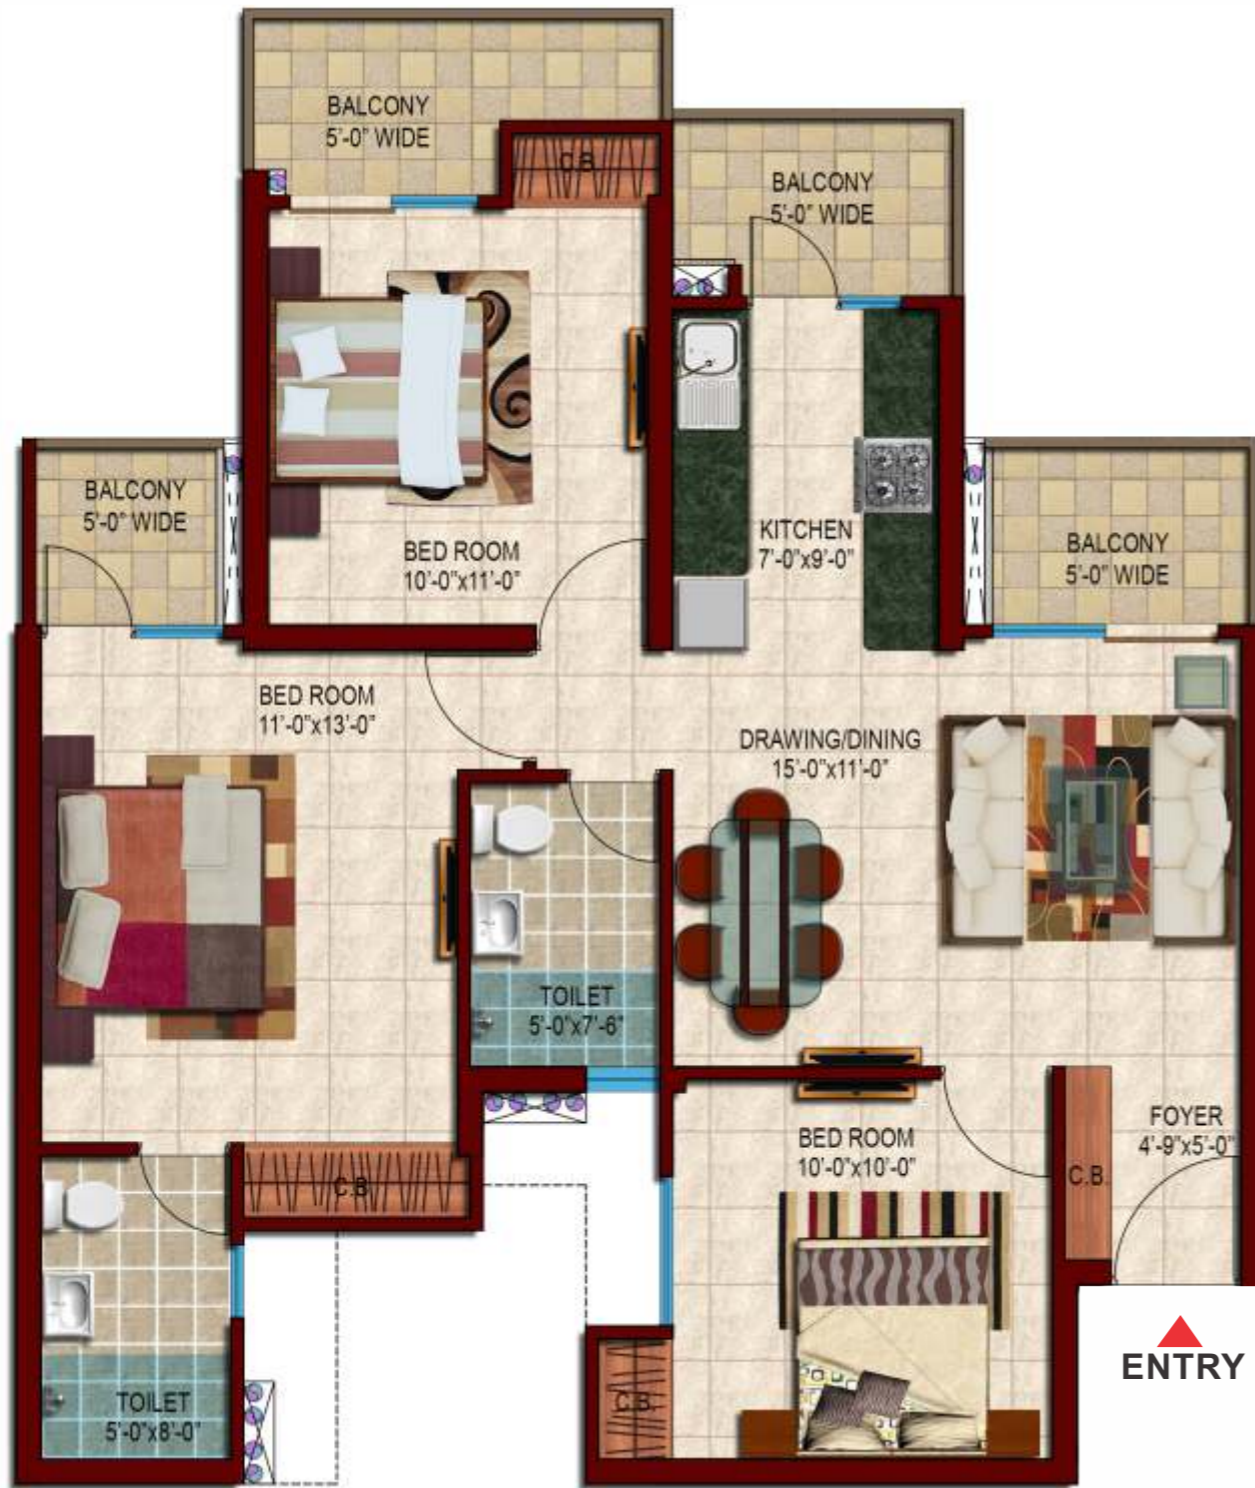 BALCONY
5'-0" WIDE
C.B.
BALCONY
5'-0" WIDE
BALCONY
5'-0" WIDE
BED ROOM
10'-0"x11'-0"
KITCHEN
7'-0"x9'-0"
BALCONY
5'-0" WIDE
BED ROOM
11'-0"x13'-0"
DRAWING/DINING
15'-0"x11'-0"
TOILET
5'-0"x7'-6"
BED ROOM
10'-0"x10'-0"
FOYER
4'-9"x5'-0"
C.B.
C.B.
ENTRY
TOILET
5'-0"x8'-0"
C.B.